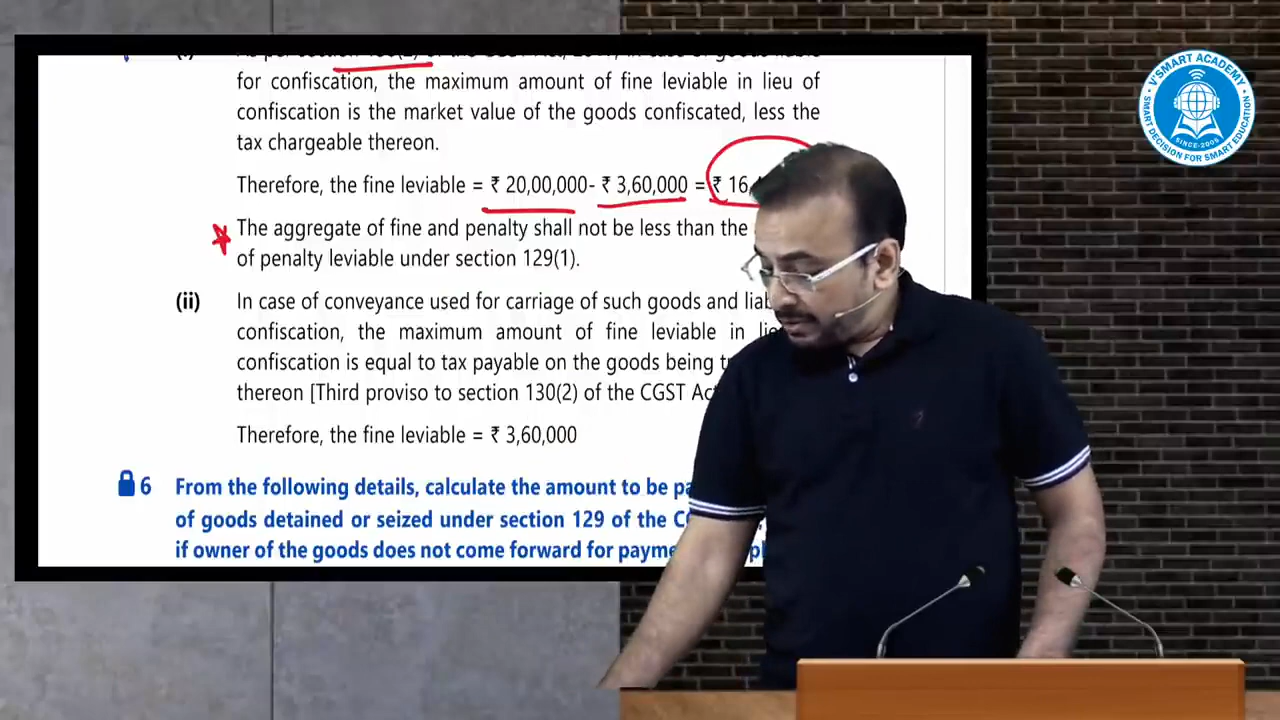 for confiscation, the maximum amount of fine leviable in lieu of
confiscation is the market value of the goods confiscated, less the
tax chargeable thereon.
Therefore, the fine leviable = ₹ 20,00,000- ₹ 3,60,000 = ₹ 16,
The aggregate of fine and penalty shall not be less than the
of penalty leviable under section 129(1).
(ii) In case of conveyance used for carriage of such goods and
confiscation, the maximum amount of fine leviable in
confiscation is equal to tax payable on the goods being
thereon [Third proviso to section 130(2) of the CGST
Therefore, the fine leviable = ₹ 3,60,000
6 From the following details, calculate the amount to be
of goods detained or seized under section 129 of the
if owner of the goods does not come forward for
V'SMART ACADEMY
SINCE-2005
SMART DECISION FOR SMART EDUCATION